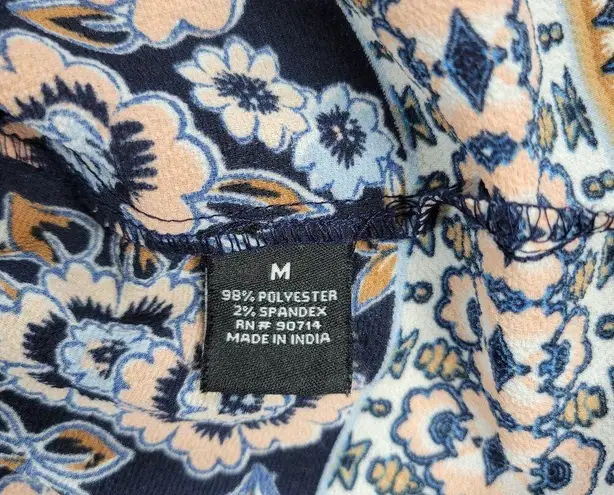 M
98% POLYESTER
2% SPANDEX
RN# 90714
MADE IN INDIA